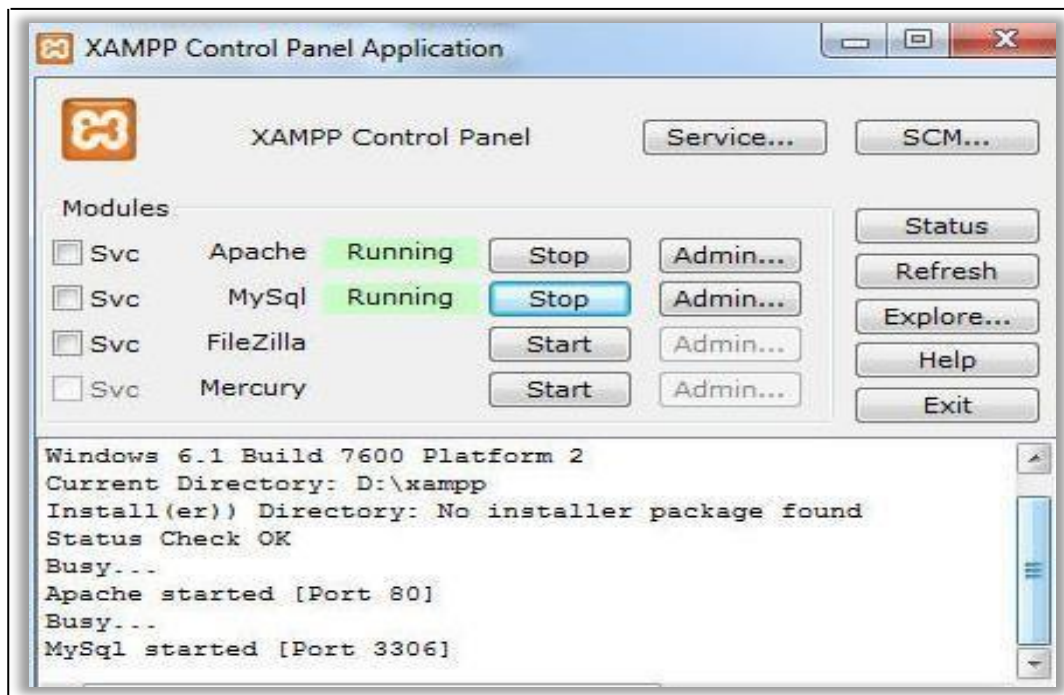 XAMPP Control Panel Application
XAMPP Control Panel Service... SCM...
Modules
Svc Apache Running Stop Admin... Status
Svc MySql Running Stop Admin... Refresh
Svc FileZilla Start Admin... Explore...
Svc Mercury Start Admin... Help
Exit
Windows 6.1 Build 7600 Platform 2
Current Directory: D:\xampp
Install(er)) Directory: No installer package found
Status Check OK
Busy...
Apache started [Port 80]
Busy...
MySql started [Port 3306]